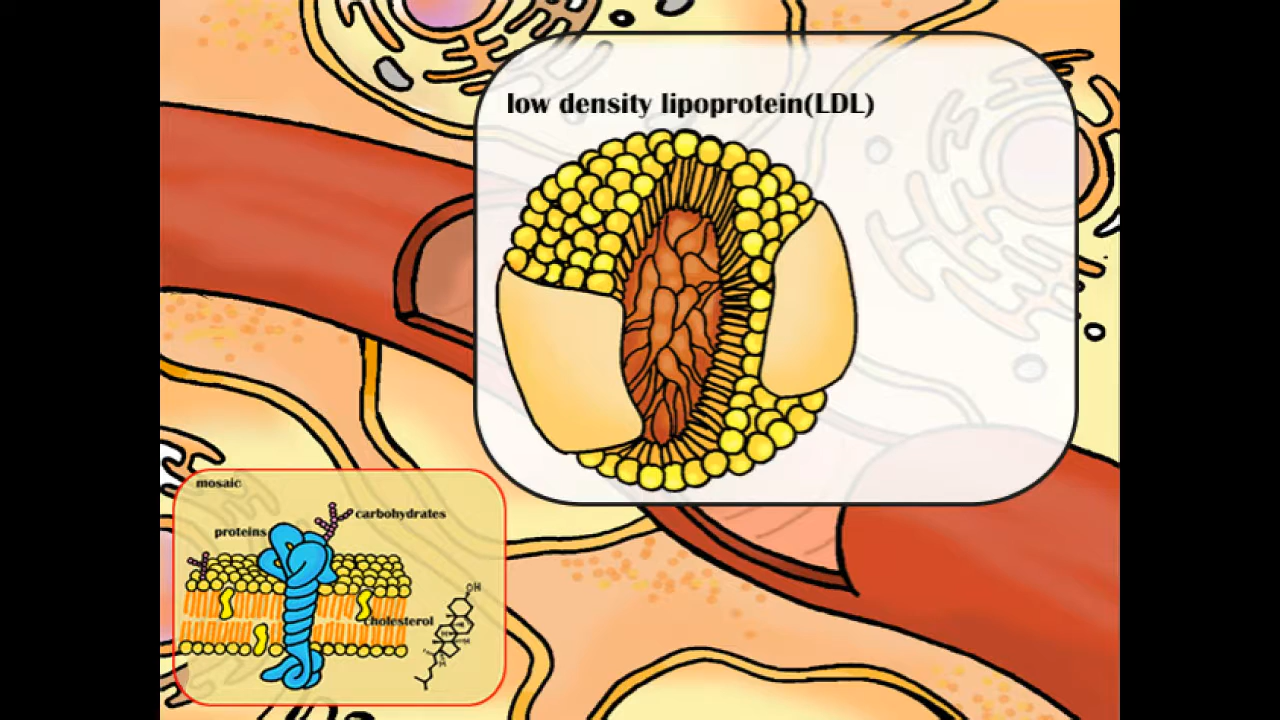 low density lipoprotein(LDL)
mosaic
carbohydrates
proteins
cholesterol
OH